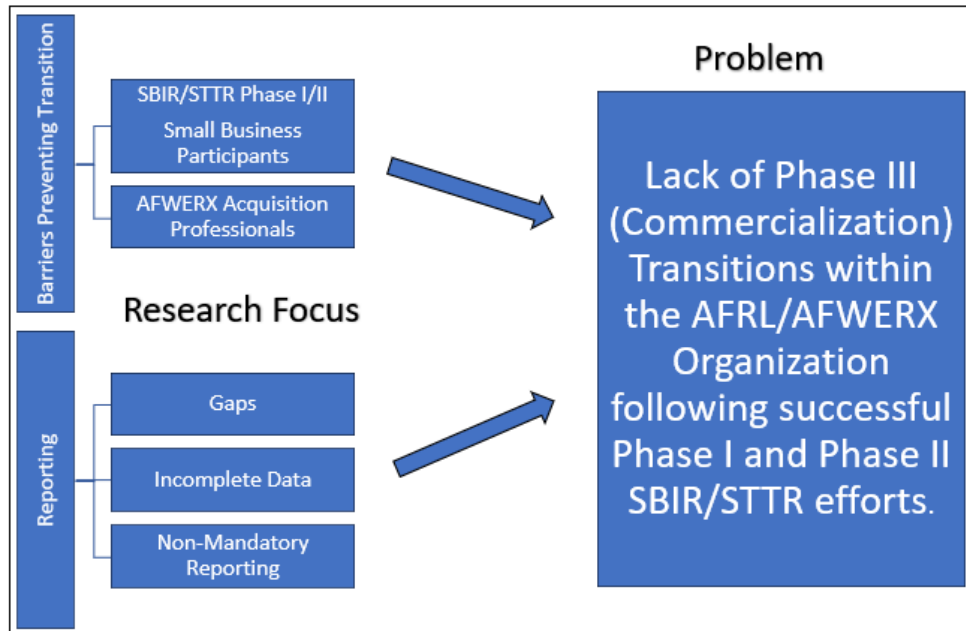 Barriers Preventing Transition
SBIR/STTR Phase I/II
Small Business
Participants
AFWERX Acquisition
Professionals
Research Focus
Reporting
Gaps
Incomplete Data
Non-Mandatory
Reporting
Problem
Lack of Phase III
(Commercialization)
Transitions within
the AFRL/AFWERX
Organization
following successful
Phase I and Phase II
SBIR/STTR efforts.